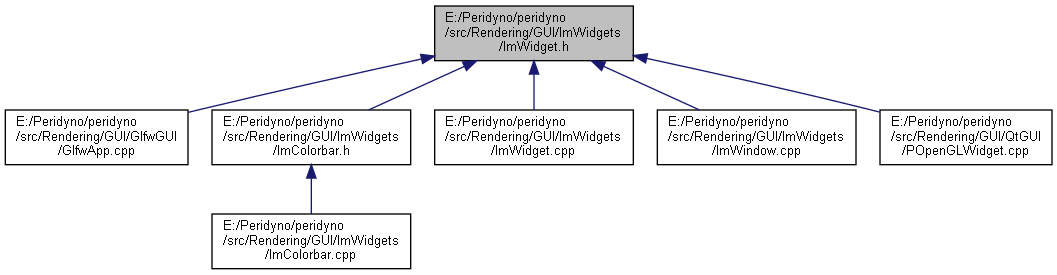 E:/Peridyno/peridyno
/src/Rendering/GUI/ImWidgets
/ImWidget.h
E:/Peridyno/peridyno
/src/Rendering/GUI/GlfwGUI
/GlfwApp.cpp
E:/Peridyno/peridyno
/src/Rendering/GUI/ImWidgets
/ImColorbar.h
E:/Peridyno/peridyno
/src/Rendering/GUI/ImWidgets
/ImWidget.cpp
E:/Peridyno/peridyno
/src/Rendering/GUI/ImWidgets
/ImWindow.cpp
E:/Peridyno/peridyno
/src/Rendering/GUI/QtGUI
/POpenGLWidget.cpp
E:/Peridyno/peridyno
/src/Rendering/GUI/ImWidgets
/ImColorbar.cpp